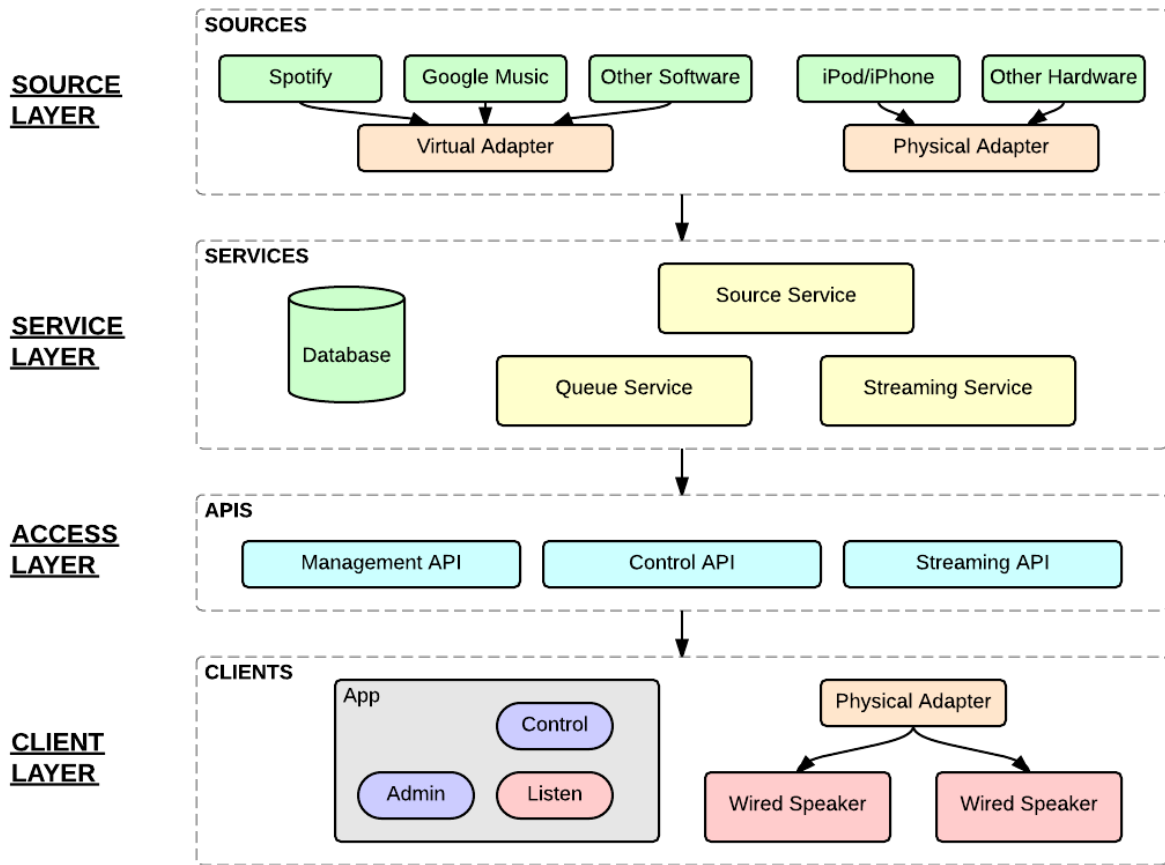 SOURCE
LAYER
SOURCES
Spotify
Google Music
Other Software
iPod/iPhone
Other Hardware
Virtual Adapter
Physical Adapter
SERVICE
LAYER
SERVICES
Source Service
Database
Queue Service
Streaming Service
ACCESS
LAYER
APIS
Management API
Control API
Streaming API
CLIENT
LAYER
CLIENTS
App
Control
Admin
Listen
Physical Adapter
Wired Speaker
Wired Speaker